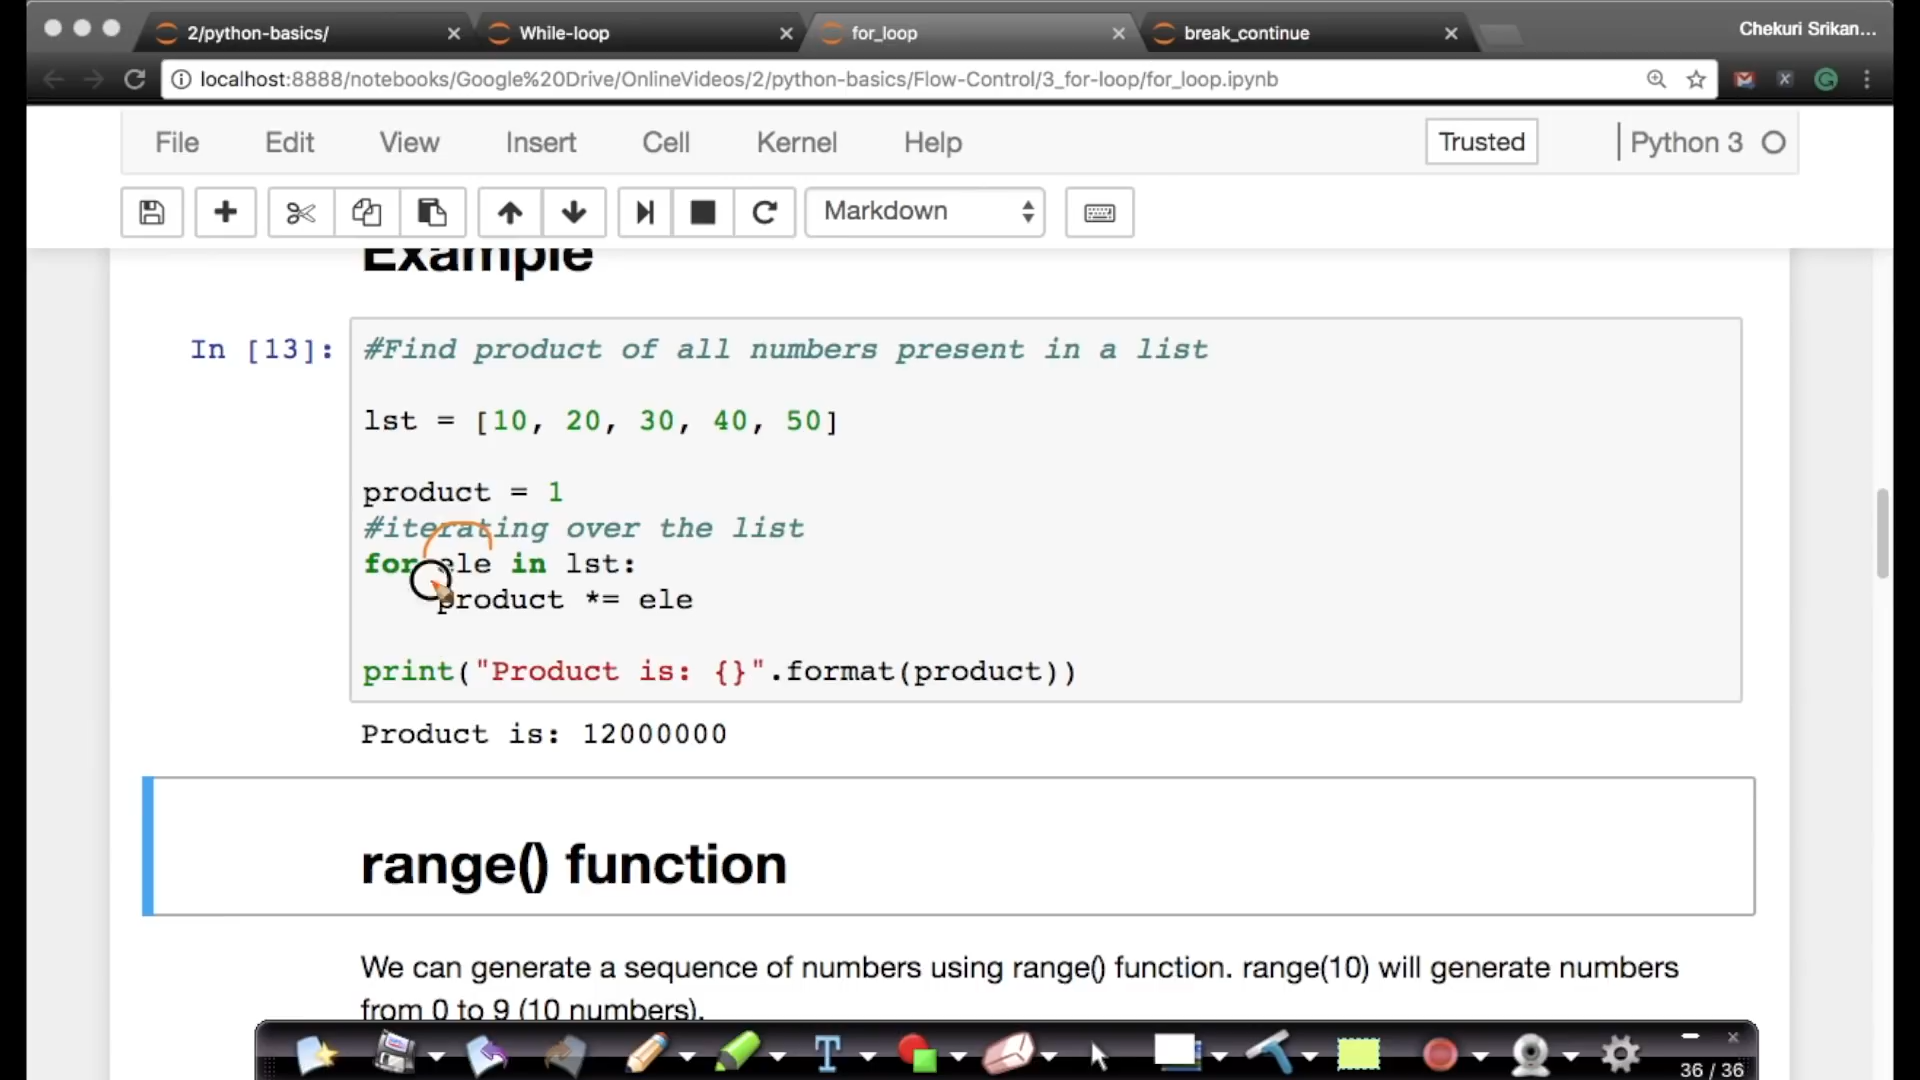 2/python-basics/
While-loop
for_loop
break_continue
Chekuri Srikan...
localhost:8888/notebooks/Google%20Drive/OnlineVideos/2/python-basics/Flow-Control/3_for-loop/for_loop.ipynb
File Edit View Insert Cell Kernel Help
Trusted
Python 3
Markdown
Example
In [13]:
#Find product of all numbers present in a list
lst = [10, 20, 30, 40, 50]
product = 1
#iterating over the list
for ele in lst:
product *= ele
print("Product is: {}".format(product))
Product is: 12000000
range() function
We can generate a sequence of numbers using range() function. range(10) will generate numbers
from 0 to 9 (10 numbers).
36 / 36